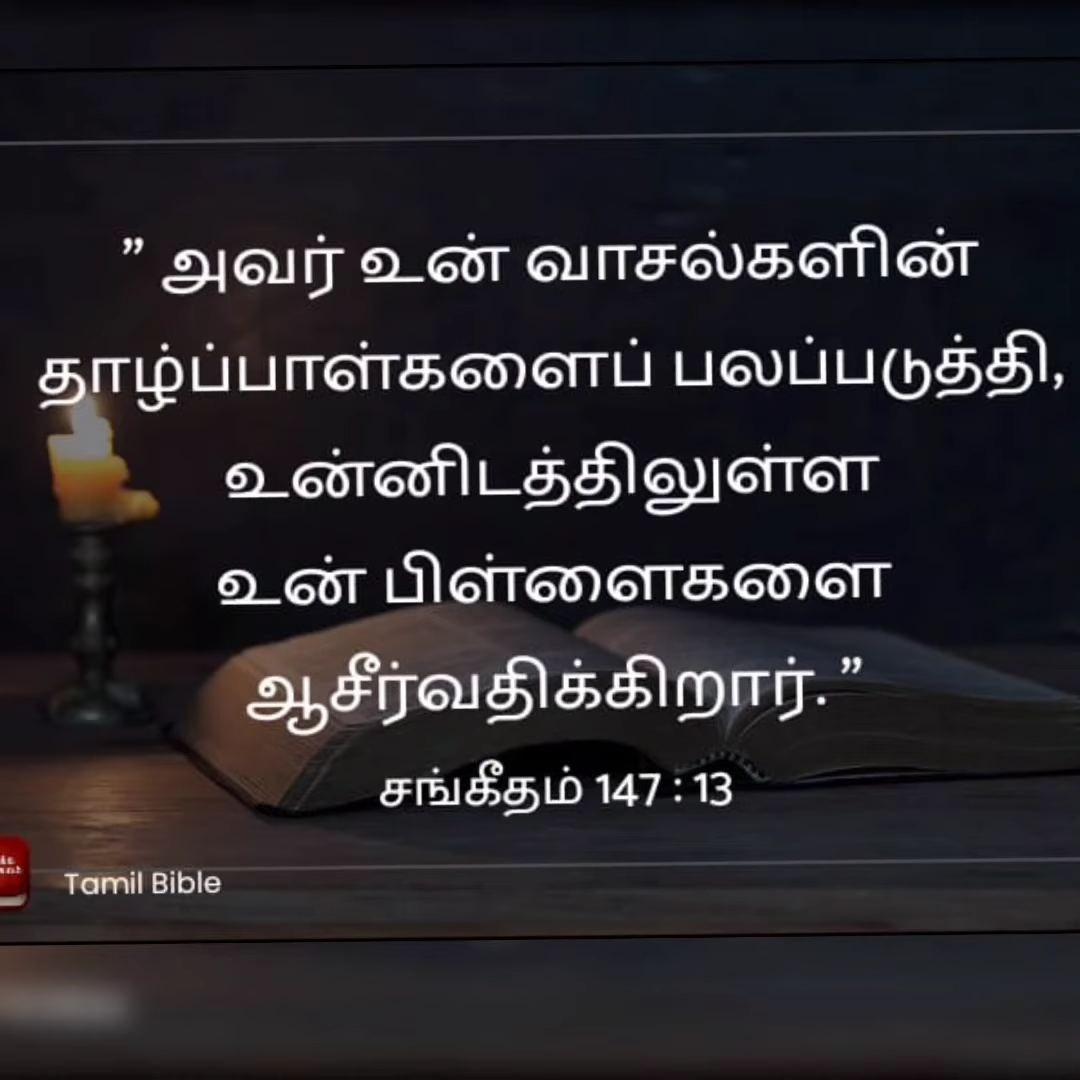 ” அவர் உன் வாசல்களின்
தாழ்ப்பாள்களைப் பலப்படுத்தி,
உன்னிடத்திலுள்ள
உன் பிள்ளைகளை
ஆசீர்வதிக்கிறார். ”
சங்கீதம் 147 : 13
Tamil Bible